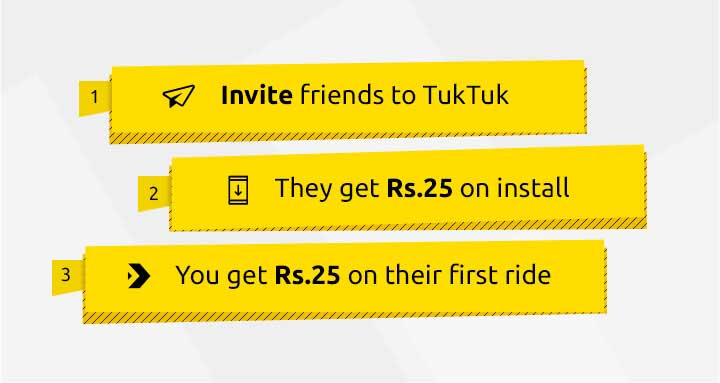 1
Invite friends to TukTuk
2
They get Rs.25 on install
3
You get Rs.25 on their first ride